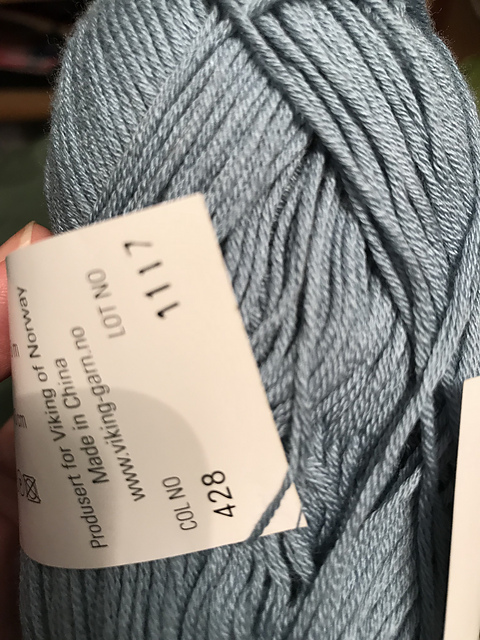 Produsert for Viking of Norway
Made in China
www.viking-garn.no
LOT NO
1117
COL NO
428